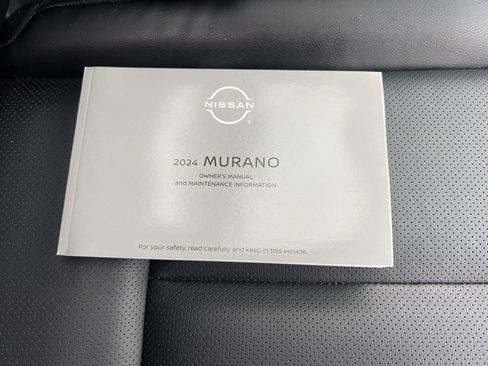 NISSAN
2024 MURANO
OWNER'S MANUAL
and MAINTENANCE INFORMATION
For your safety, read carefully and keep in this vehicle.